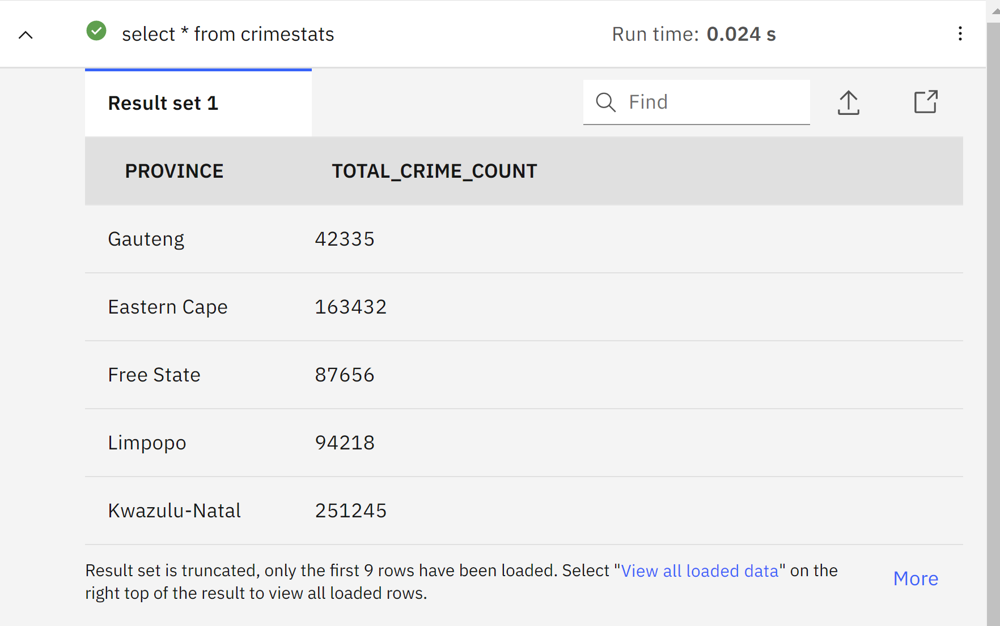 select * from crimestats Run time: 0.024 s
Result set 1 Find
PROVINCE TOTAL_CRIME_COUNT
Gauteng 42335
Eastern Cape 163432
Free State 87656
Limpopo 94218
Kwazulu-Natal 251245
Result set is truncated, only the first 9 rows have been loaded. Select "View all loaded data" on the
right top of the result to view all loaded rows.
More